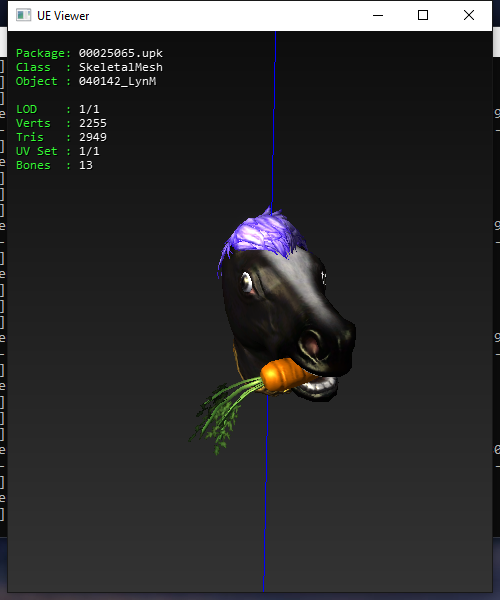 UE Viewer
Package: 00025065.upk
Class : SkeletalMesh
Object : 040142_LynM
LOD : 1/1
Verts : 2255
Tris : 2949
UV Set : 1/1
Bones : 13